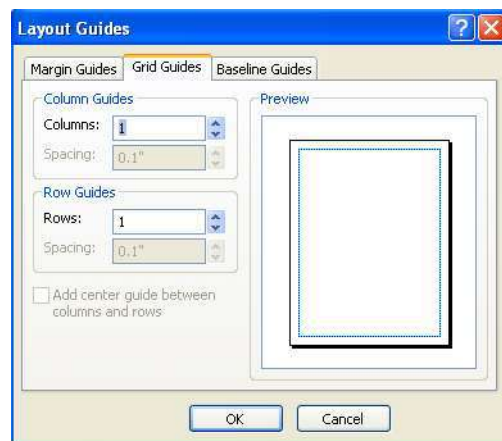 Layout Guides
Margin Guides Grid Guides Baseline Guides
Column Guides
Columns: 1
Spacing: 0.1"
Row Guides
Rows: 1
Spacing: 0.1"
Add center guide between
columns and rows
Preview
OK Cancel